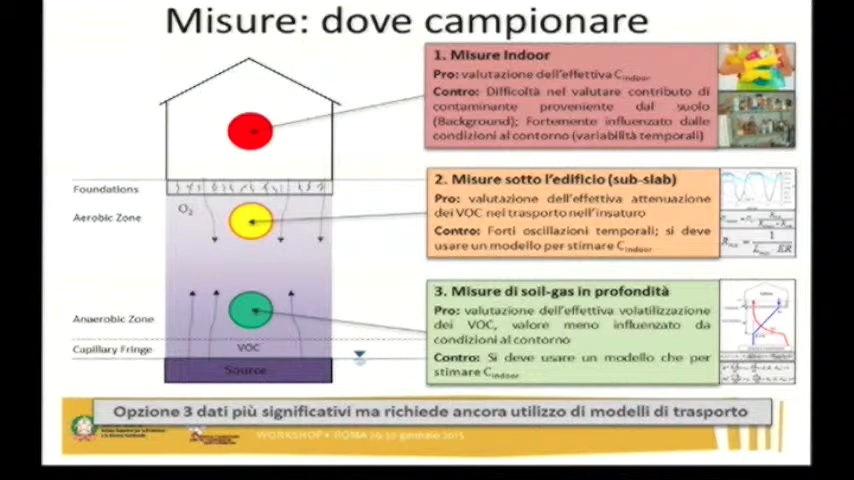 Misure: dove campionare
1. Misure Indoor
Pro: valutazione dell'effettiva Cindoor
Contro: Difficoltà nel valutare contributo di
contaminante proveniente dal suolo
(Background); Fortemente influenzato dalle
condizioni al contorno (variabilità temporali)
Foundations
O2
Aerobic Zone
2. Misure sotto l'edificio (sub-slab)
Pro: valutazione dell'effettiva attenuazione
dei VOC nel trasporto nell'insaturo
Contro: Forti oscillazioni temporali; si deve
usare un modello per stimare Cindoor
Anaerobic Zone
VOC
Capillary Fringe
Source
3. Misure di soil-gas in profondità
Pro: valutazione dell'effettiva volatilizzazione
dei VOC, valore meno influenzato da
condizioni al contorno
Contro: Si deve usare un modello che per
stimare Cindoor
Opzione 3 dati più significativi ma richiede ancora utilizzo di modelli di trasporto
WORKSHOP • ROMA 29-30 gennaio 2015